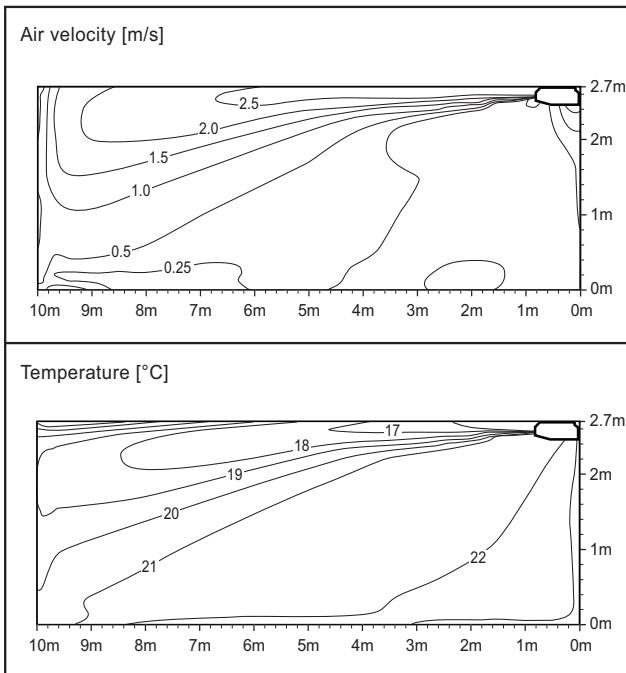 Air velocity [m/s]
2.7m
2.5
2.0
2m
1.5
1.0
1m
0.5
0.25
0m
10m 9m 8m 7m 6m 5m 4m 3m 2m 1m 0m
Temperature [°C]
2.7m
17
18
19
2m
20
1m
21
22
0m
10m 9m 8m 7m 6m 5m 4m 3m 2m 1m 0m